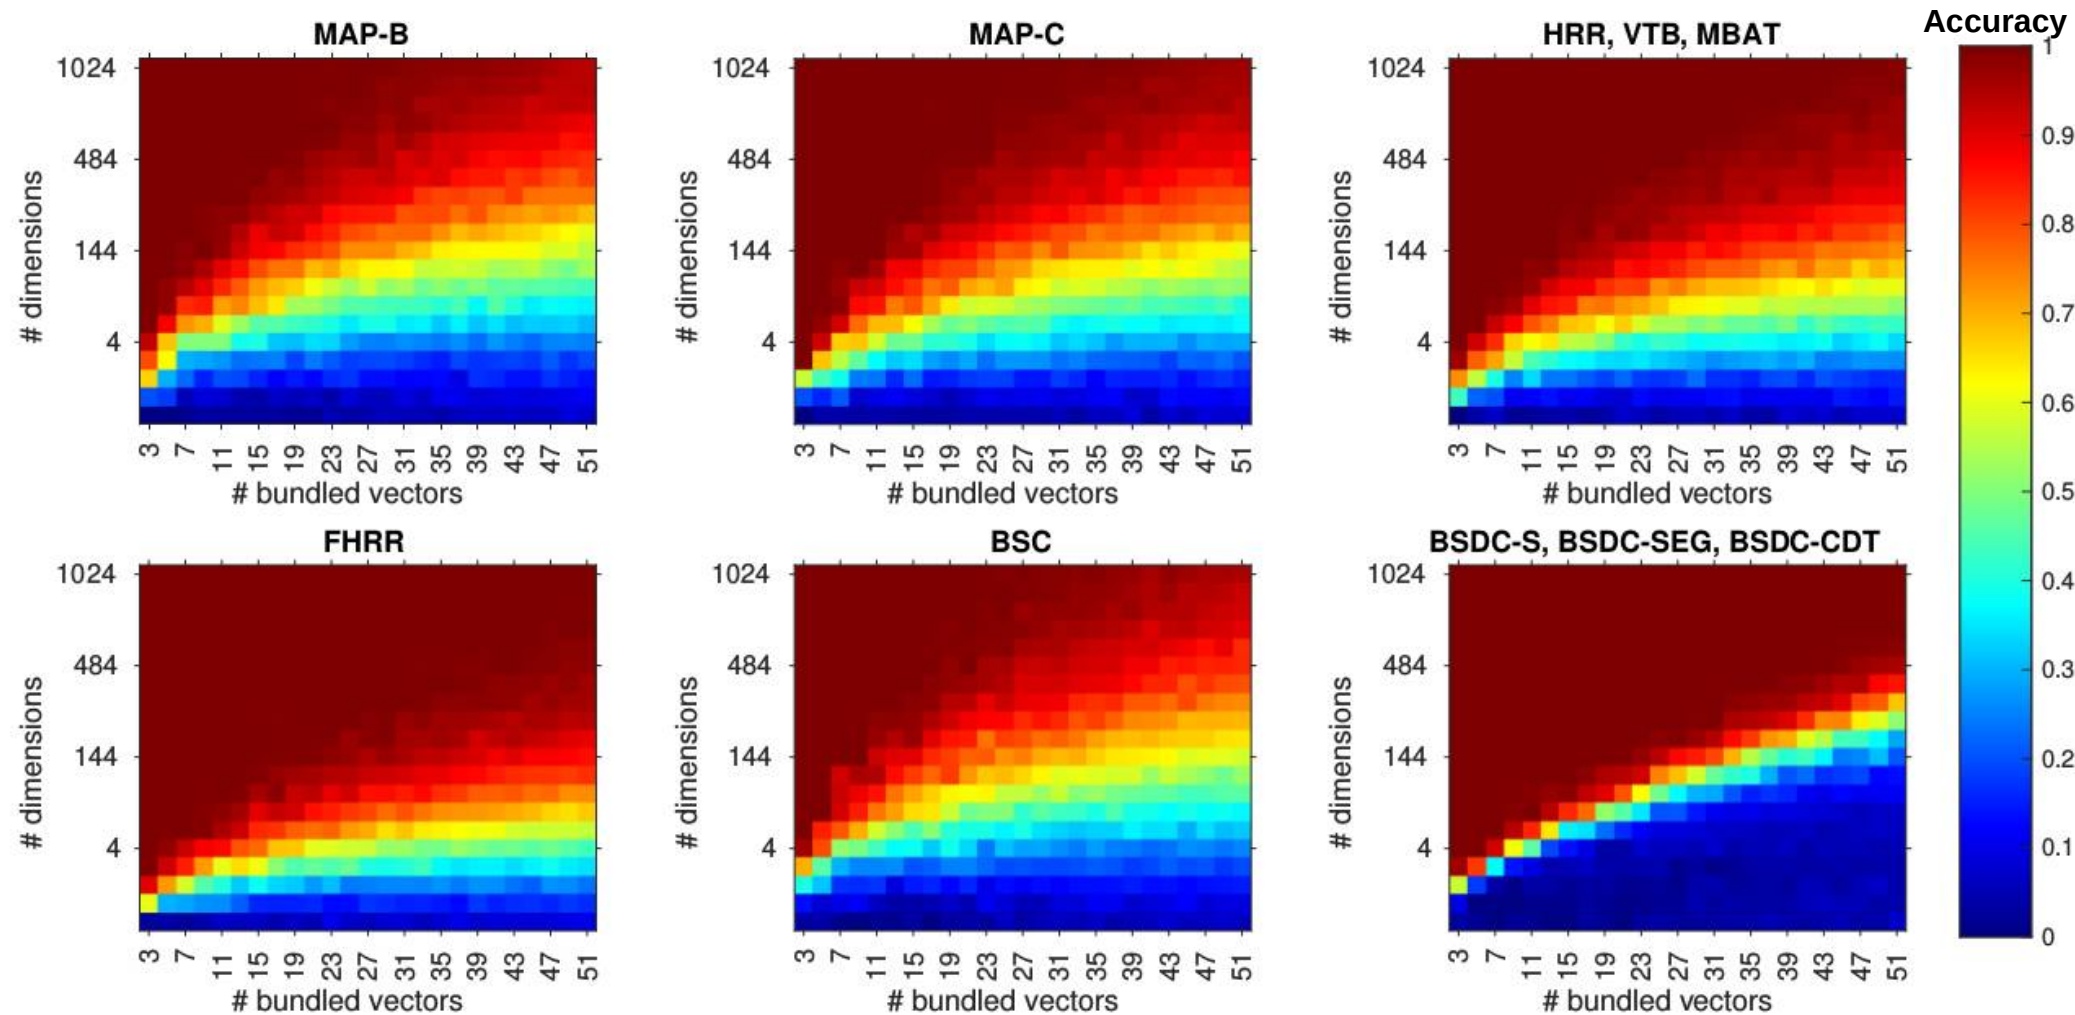 MAP-B
1024
484
144
4
# dimensions
3 7 11 15 19 23 27 31 35 39 43 47 51
# bundled vectors
MAP-C
1024
484
144
4
# dimensions
3 7 11 15 19 23 27 31 35 39 43 47 51
# bundled vectors
HRR, VTB, MBAT
1024
484
144
4
# dimensions
3 7 11 15 19 23 27 31 35 39 43 47 51
# bundled vectors
Accuracy
1
0.9
0.8
0.7
0.6
0.5
0.4
0.3
0.2
0.1
0
FHRR
1024
484
144
4
# dimensions
3 7 11 15 19 23 27 31 35 39 43 47 51
# bundled vectors
BSC
1024
484
144
4
# dimensions
3 7 11 15 19 23 27 31 35 39 43 47 51
# bundled vectors
BSDC-S, BSDC-SEG, BSDC-CDT
1024
484
144
4
# dimensions
3 7 11 15 19 23 27 31 35 39 43 47 51
# bundled vectors